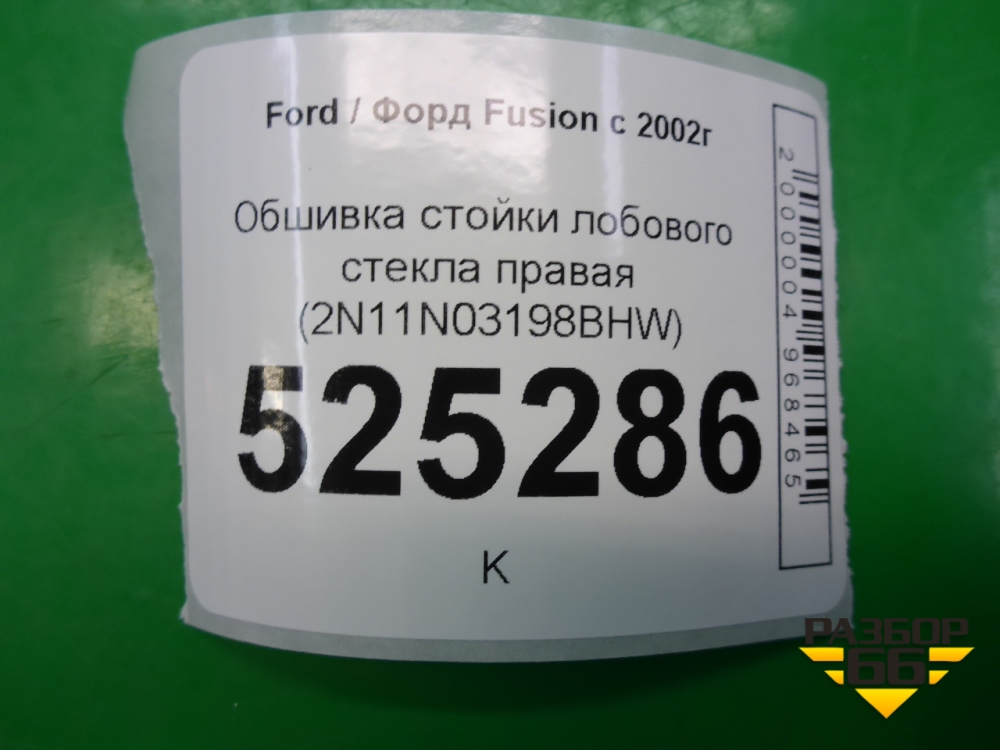 Ford / Форд Fusion с 2002г
Обшивка стойки лобового
стекла правая
(2N11N03198BHW)
525286
К
2000004968465
РАЗБОР
66